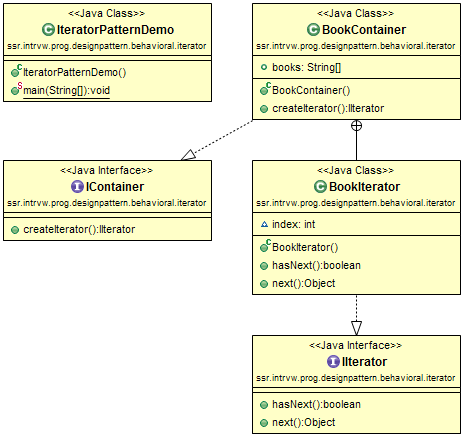 <<Java Class>>
IteratorPatternDemo
ssr.intrvw.prog.designpattern.behavioral.iterator
IteratorPatternDemo()
main(String[]):void
<<Java Class>>
BookContainer
ssr.intrvw.prog.designpattern.behavioral.iterator
books: String[]
BookContainer()
createIterator():IIterator
<<Java Interface>>
IContainer
ssr.intrvw.prog.designpattern.behavioral.iterator
createIterator():IIterator
<<Java Class>>
BookIterator
ssr.intrvw.prog.designpattern.behavioral.iterator
index: int
BookIterator()
hasNext():boolean
next():Object
<<Java Interface>>
IIterator
ssr.intrvw.prog.designpattern.behavioral.iterator
hasNext():boolean
next():Object